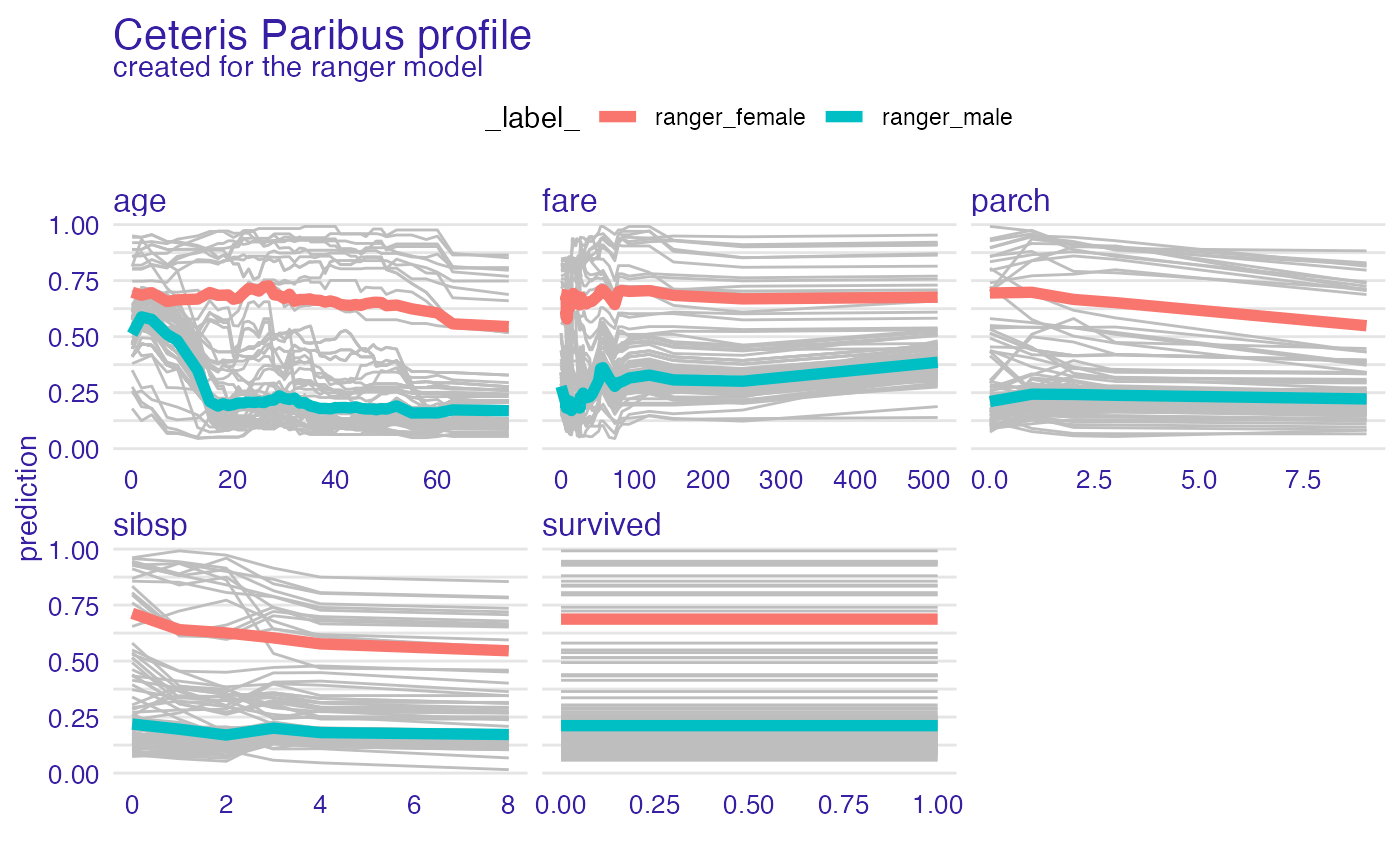 Ceteris Paribus profile
created for the ranger model
_label_ ranger_female ranger_male
age fare parch
1.00
0.75
0.50
0.25
0.00
0 20 40 60 0 100 200 300 400 500 0.0 2.5 5.0 7.5
prediction
sibsp survived
1.00
0.75
0.50
0.25
0.00
0 2 4 6 8 0.00 0.25 0.50 0.75 1.00